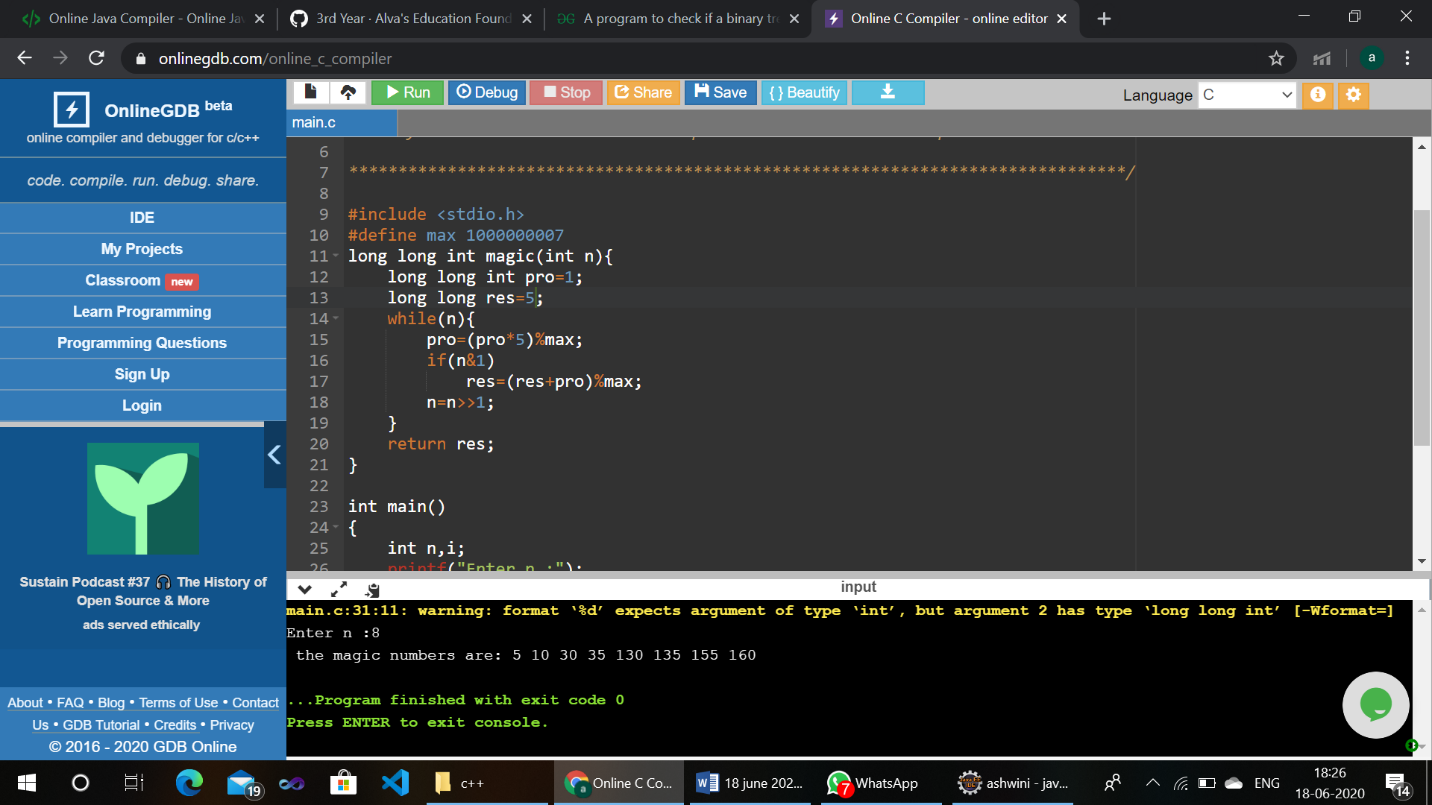 Online Java Compiler - Online Jav
3rd Year · Alva's Education Found
A program to check if a binary tre
Online C Compiler - online editor
onlinegdb.com/online_c_compiler
a
OnlineGDB beta
online compiler and debugger for c/c++
code. compile. run. debug. share.
IDE
My Projects
Classroom new
Learn Programming
Programming Questions
Sign Up
Login
Sustain Podcast #37 🎧 The History of
Open Source & More
ads served ethically
About • FAQ • Blog • Terms of Use • Contact
Us • GDB Tutorial • Credits • Privacy
© 2016 - 2020 GDB Online
Run Debug Stop Share Save {} Beautify
Language C
main.c
6
7 *******************************************************************************/
8
9 #include <stdio.h>
10 #define max 1000000007
11 long long int magic(int n){
12 long long int pro=1;
13 long long res=5;
14 while(n){
15 pro=(pro*5)%max;
16 if(n&1)
17 res=(res+pro)%max;
18 n=n>>1;
19 }
20 return res;
21 }
22
23 int main()
24 {
25 int n,i;
26 printf("Enter n :");
input
main.c:31:11: warning: format ‘%d’ expects argument of type ‘int’, but argument 2 has type ‘long long int’ [-Wformat=]
Enter n :8
the magic numbers are: 5 10 30 35 130 135 155 160
...Program finished with exit code 0
Press ENTER to exit console.
19
c++
Online C Co...
18 june 202...
7
WhatsApp
ashwini - jav...
ENG
18:26
18-06-2020
14